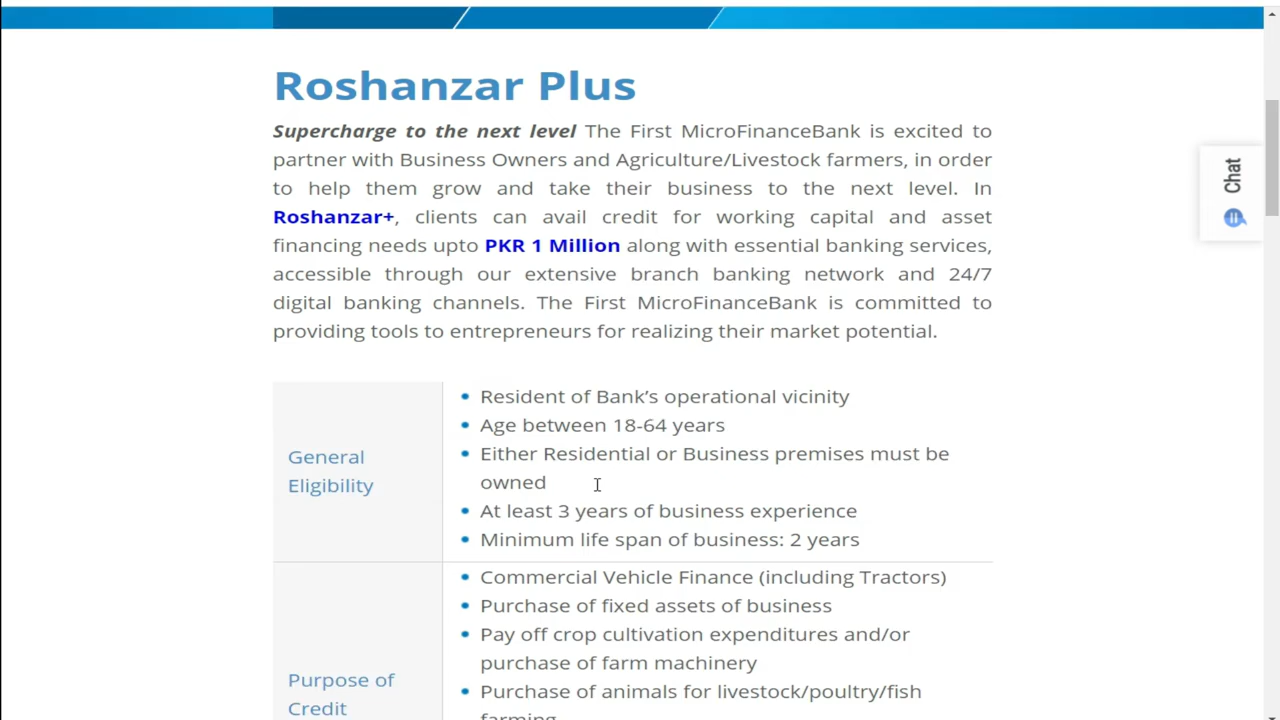 Roshanzar Plus
Supercharge to the next level The First MicroFinanceBank is excited to
partner with Business Owners and Agriculture/Livestock farmers, in order
to help them grow and take their business to the next level. In
Roshanzar+, clients can avail credit for working capital and asset
financing needs upto PKR 1 Million along with essential banking services,
accessible through our extensive branch banking network and 24/7
digital banking channels. The First MicroFinanceBank is committed to
providing tools to entrepreneurs for realizing their market potential.
Chat
General
Eligibility
Resident of Bank’s operational vicinity
Age between 18-64 years
Either Residential or Business premises must be
owned
At least 3 years of business experience
Minimum life span of business: 2 years
Purpose of
Credit
Commercial Vehicle Finance (including Tractors)
Purchase of fixed assets of business
Pay off crop cultivation expenditures and/or
purchase of farm machinery
Purchase of animals for livestock/poultry/fish
farming